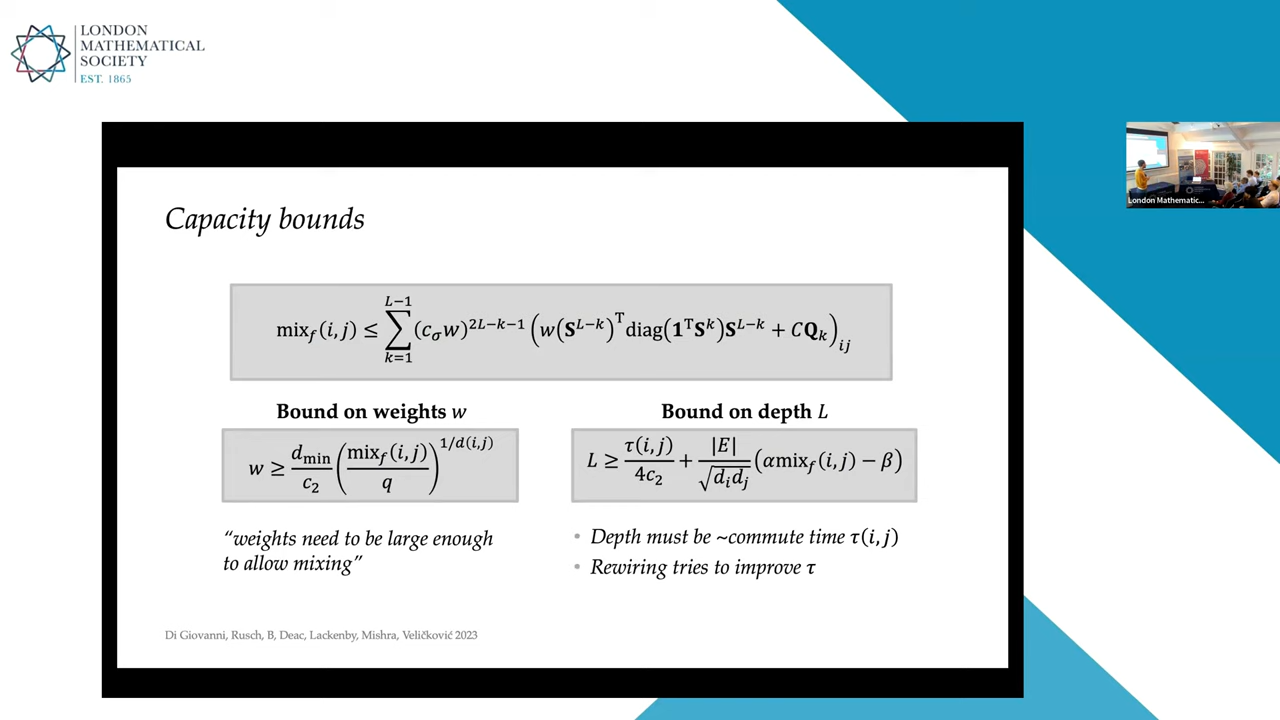 LONDON
MATHEMATICAL
SOCIETY
EST. 1865
London Mathematic...
Capacity bounds
mix_f(i, j) ≤ ∑_{k=1}^{L−1} (c_σ w)^{2L−k−1} (w(𝐒^{L−k})^T diag(𝟏^T 𝐒^k) 𝐒^{L−k} + C𝐐_k)_{ij}
Bound on weights w
w ≥ d_min/c_2 (mix_f(i, j)/q)^{1/d(i,j)}
"weights need to be large enough
to allow mixing"
Bound on depth L
L ≥ τ(i, j)/4c_2 + |E|/√(d_i d_j) (αmix_f(i, j) − β)
• Depth must be ~commute time τ(i, j)
• Rewiring tries to improve τ
Di Giovanni, Rusch, B, Deac, Lackenby, Mishra, Veličković 2023